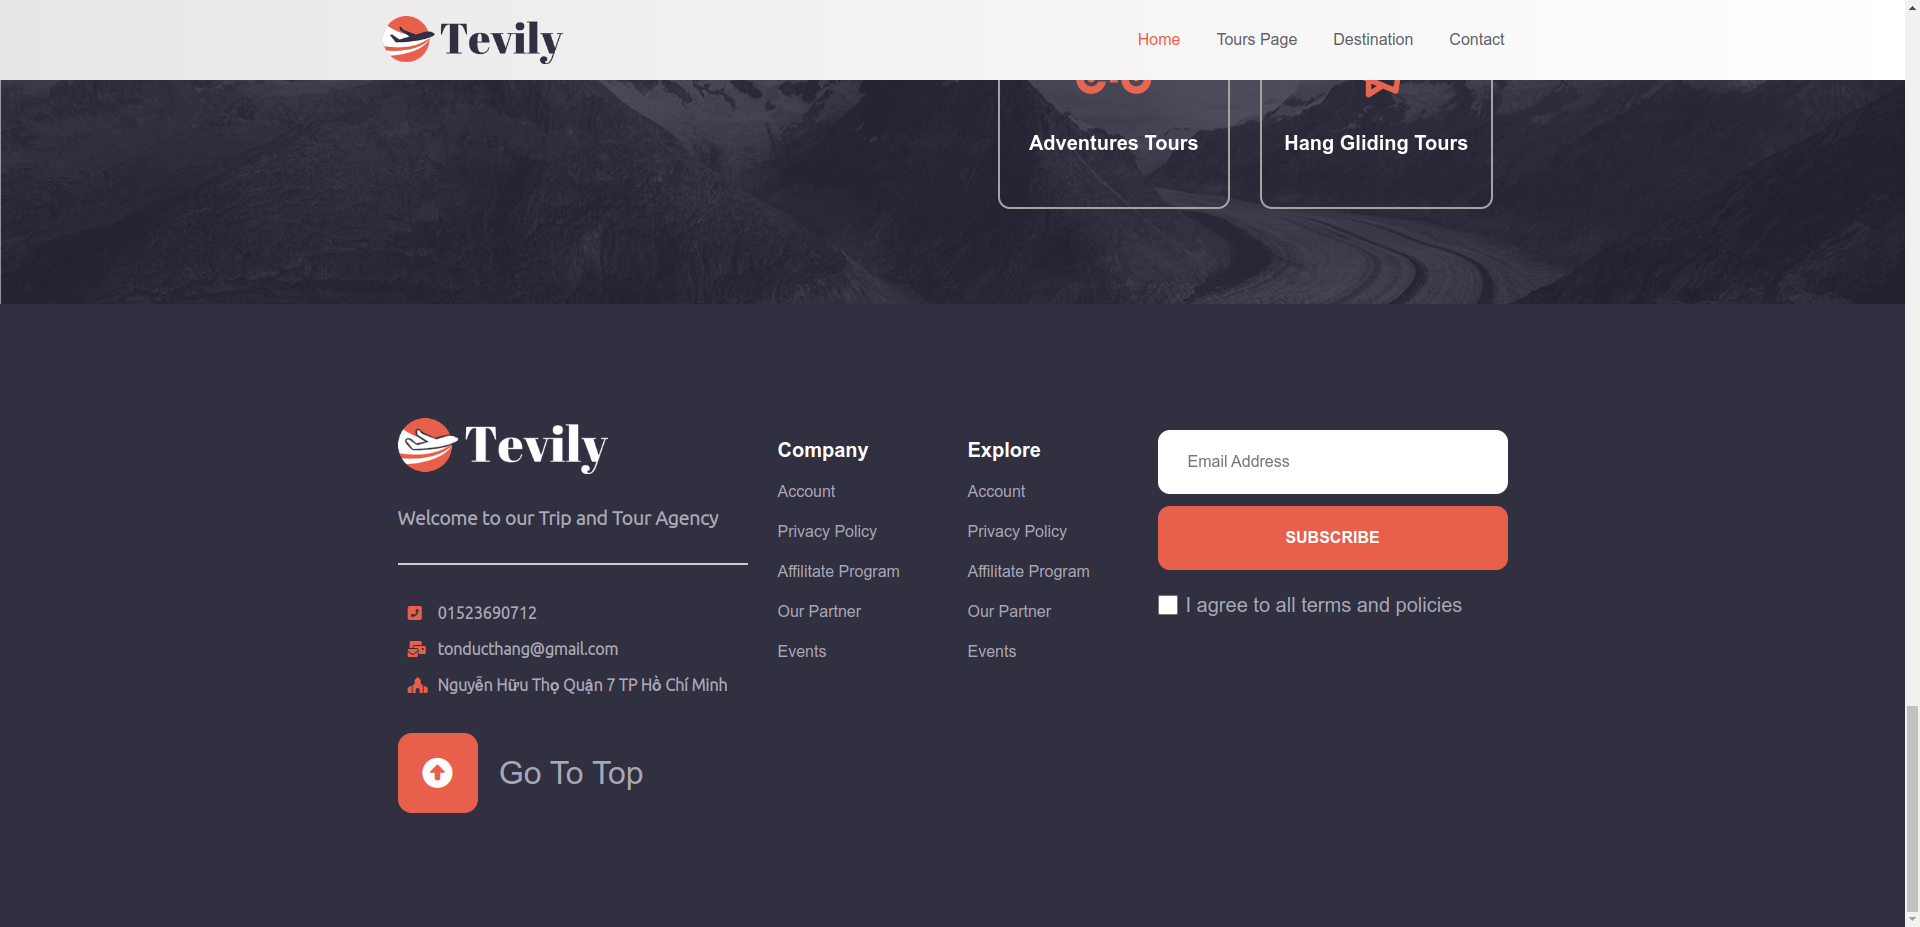 Tevily
Home
Tours Page
Destination
Contact
Adventures Tours
Hang Gliding Tours
Tevily
Welcome to our Trip and Tour Agency
01523690712
tonducthang@gmail.com
Nguyễn Hữu Thọ Quận 7 TP Hồ Chí Minh
Go To Top
Company
Account
Privacy Policy
Affilitate Program
Our Partner
Events
Explore
Account
Privacy Policy
Affilitate Program
Our Partner
Events
Email Address
SUBSCRIBE
I agree to all terms and policies